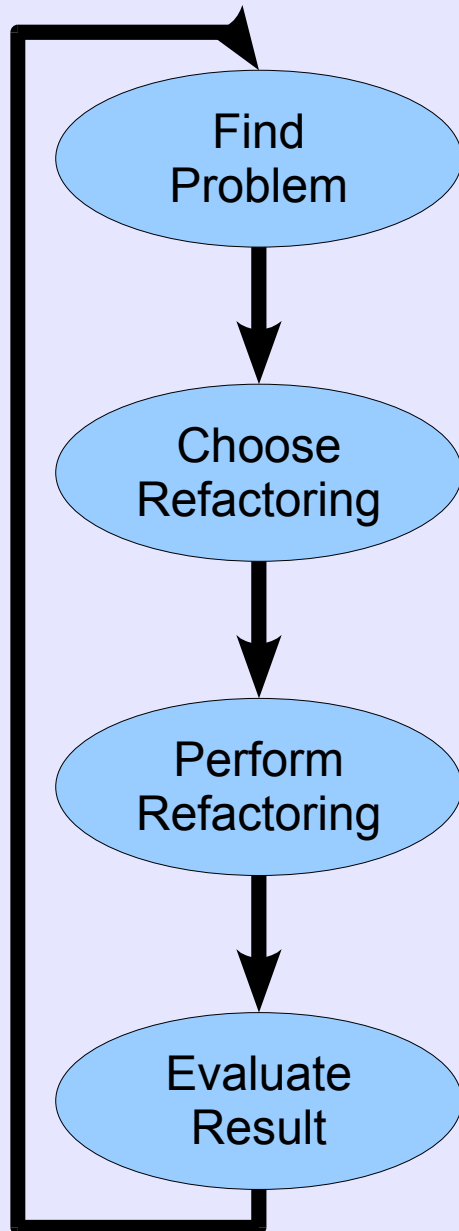 Find
Problem
Choose
Refactoring
Perform
Refactoring
Evaluate
Result